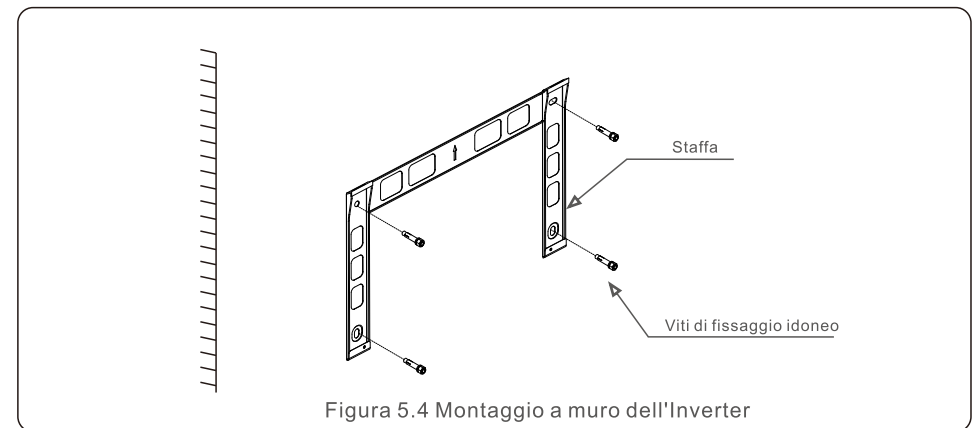 Staffa
Viti di fissaggio idoneo
Figura 5.4 Montaggio a muro dell'Inverter